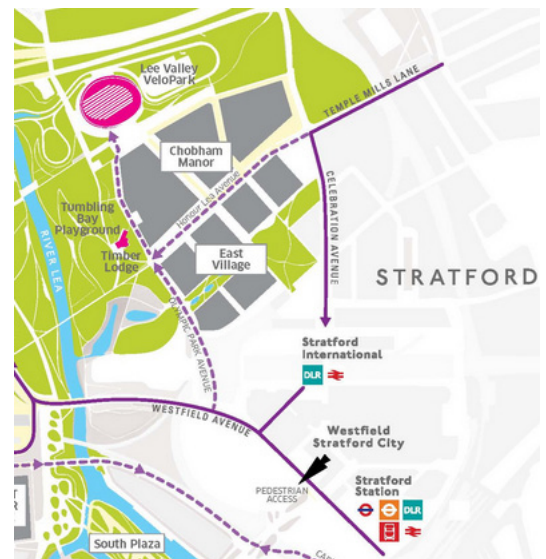 Lee Valley
VeloPark
TEMPLE MILLS LANE
Chobham
Manor
Honour Lea Avenue
CELEBRATION AVENUE
Tumbling
Bay
Playground
Timber
Lodge
RIVER LEA
East
Village
STRATFORD
OLYMPIC PARK AVENUE
Stratford
International
DLR
WESTFIELD AVENUE
Westfield
Stratford City
PEDESTRIAN
ACCESS
Stratford
Station
DLR
South Plaza